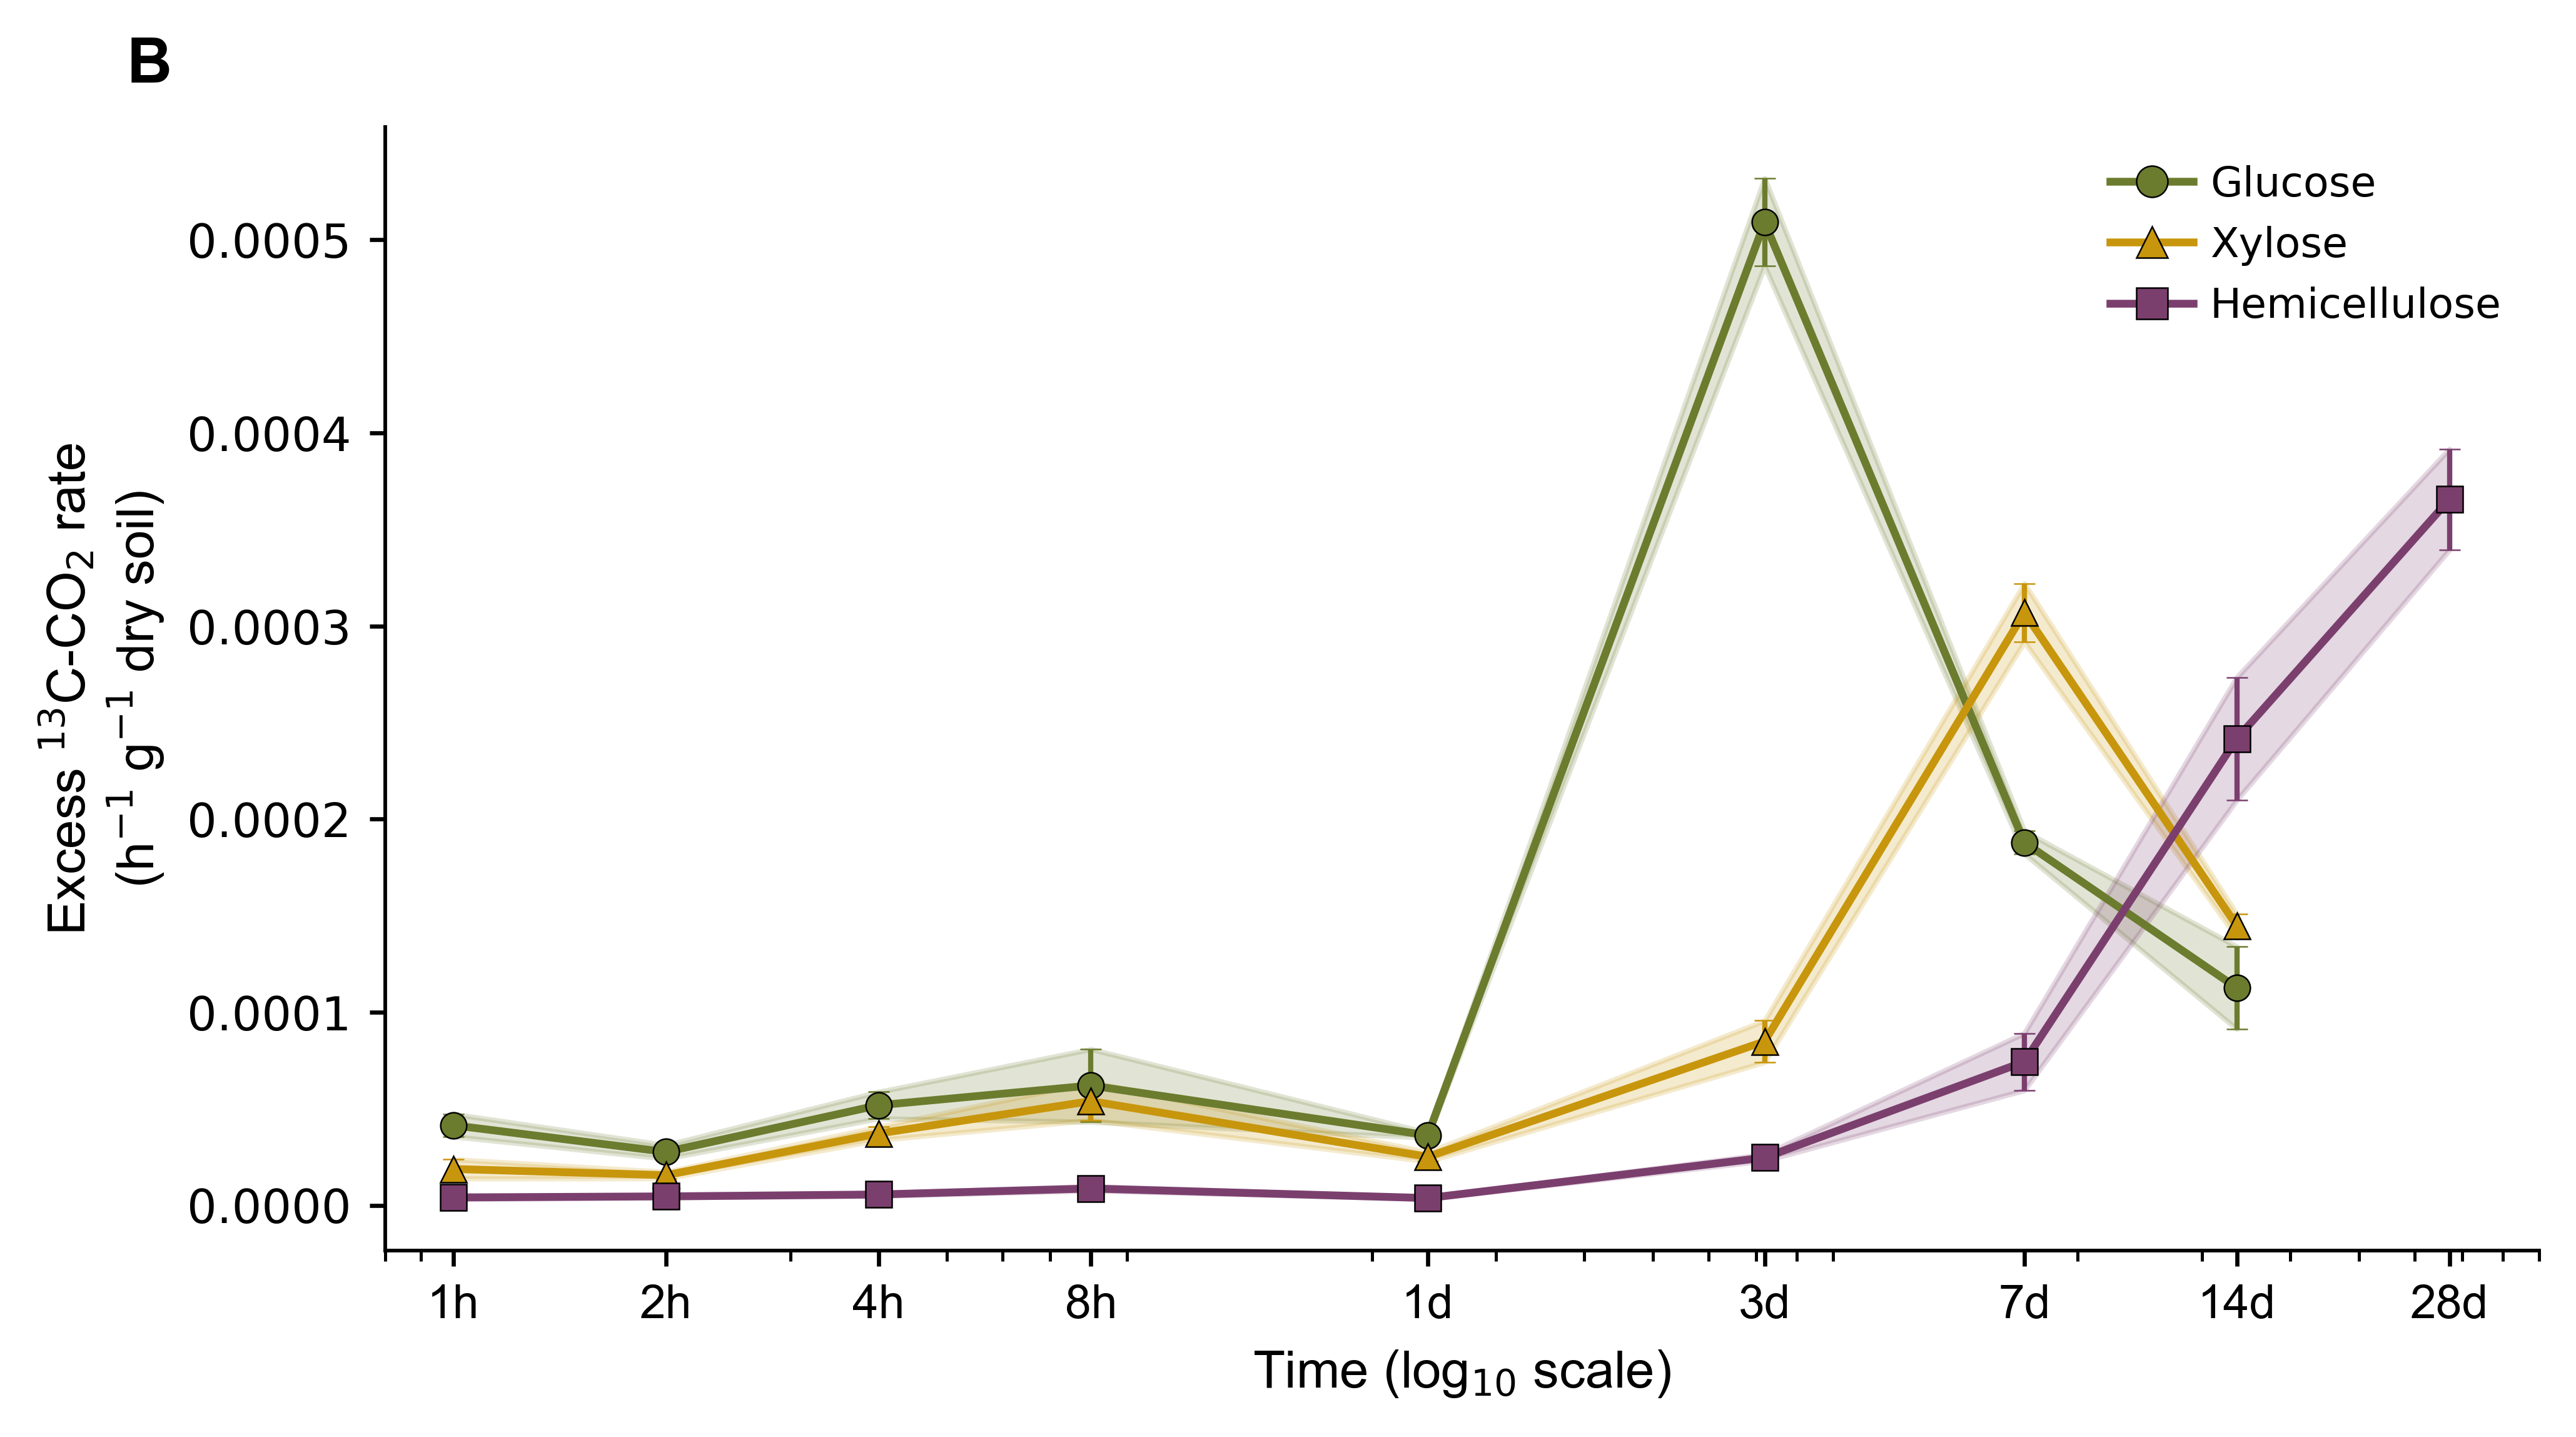 B
Excess ¹³C-CO₂ rate
(h⁻¹ g⁻¹ dry soil)
0.0005
0.0004
0.0003
0.0002
0.0001
0.0000
Glucose
Xylose
Hemicellulose
1h 2h 4h 8h 1d 3d 7d 14d 28d
Time (log₁₀ scale)